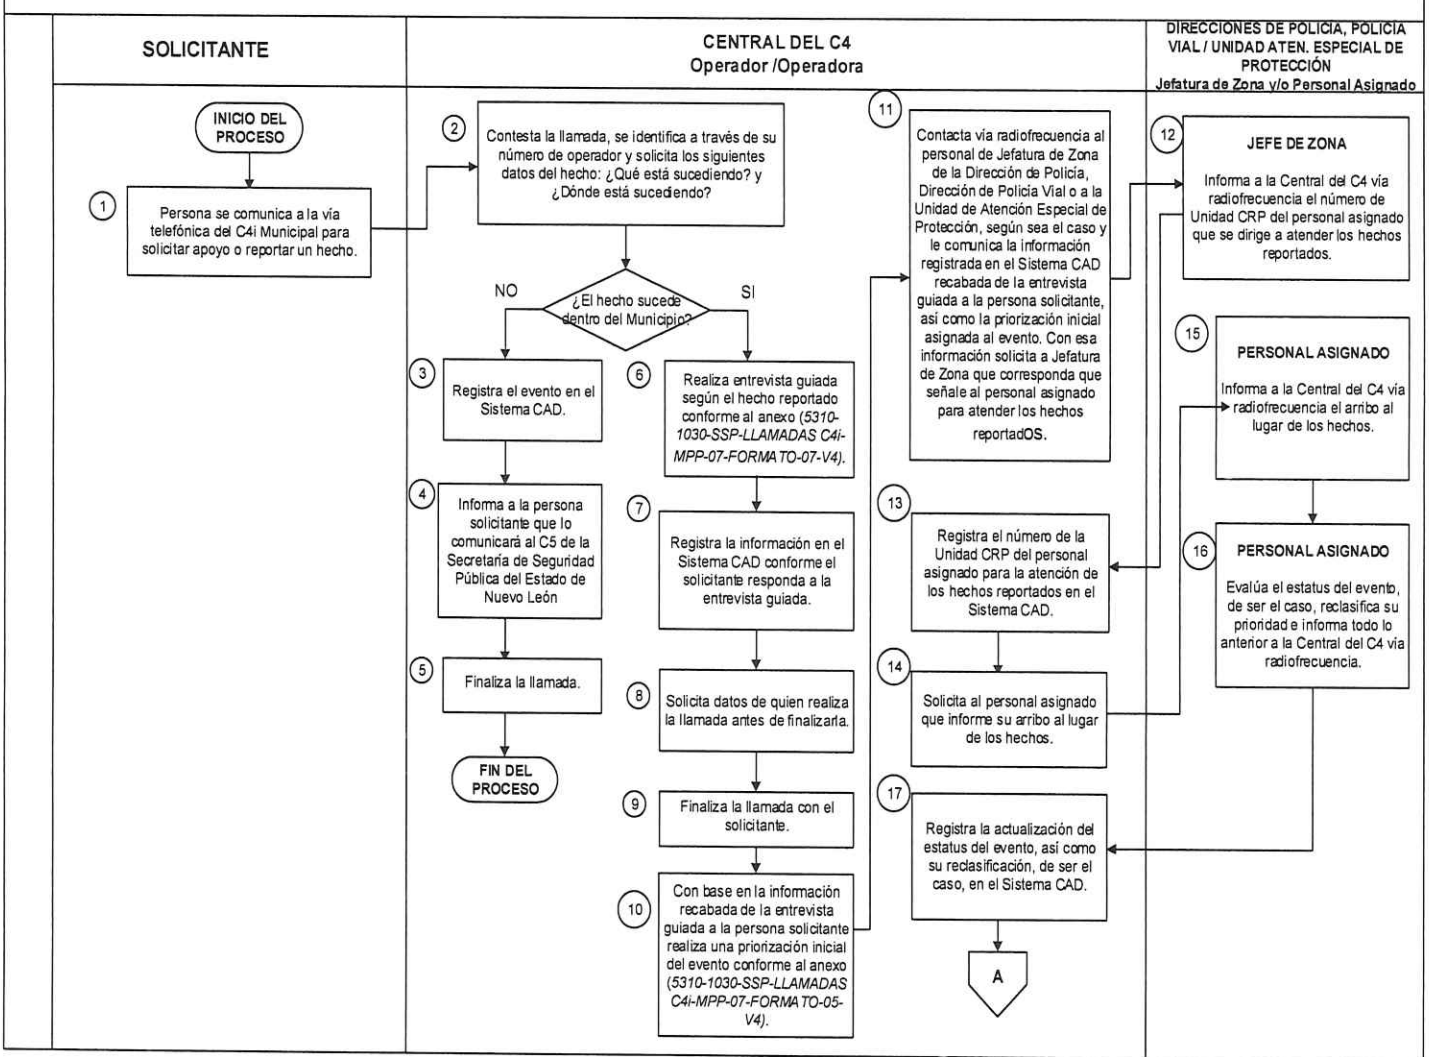 SOLICITANTE
CENTRAL DEL C4
Operador /Operadora
DIRECCIONES DE POLICÍA, POLICÍA
VIAL / UNIDAD ATEN. ESPECIAL DE
PROTECCIÓN
Jefatura de Zona y/o Personal Asignado
INICIO DEL
PROCESO
1
Persona se comunica a la vía
telefónica del C4i Municipal para
solicitar apoyo o reportar un hecho.
2
Contesta la llamada, se identifica a través de su
número de operador y solicita los siguientes
datos del hecho: ¿Qué está sucediendo? y
¿Dónde está sucediendo?
¿El hecho sucede
dentro del Municipio?
NO
SI
3
Registra el evento en el
Sistema CAD.
4
Informa a la persona
solicitante que lo
comunicará al C5 de la
Secretaría de Seguridad
Pública del Estado de
Nuevo León
5
Finaliza la llamada.
FIN DEL
PROCESO
6
Realiza entrevista guiada
según el hecho reportado
conforme al anexo (5310-
1030-SSP-LLAMADAS C4i-
MPP-07-FORMATO-07-V4).
7
Registra la información en el
Sistema CAD conforme el
solicitante responda a la
entrevista guiada.
8
Solicita datos de quien realiza
la llamada antes de finalizarla.
9
Finaliza la llamada con el
solicitante.
10
Con base en la información
recabada de la entrevista
guiada a la persona solicitante
realiza una priorización inicial
del evento conforme al anexo
(5310-1030-SSP-LLAMADAS
C4i-MPP-07-FORMATO-05-
V4).
11
Contacta vía radiofrecuencia al
personal de Jefatura de Zona
de la Dirección de Policía,
Dirección de Policía Vial o a la
Unidad de Atención Especial de
Protección, según sea el caso y
le comunica la información
registrada en el Sistema CAD
recabada de la entrevista
guiada a la persona solicitante,
así como la priorización inicial
asignada al evento. Con esa
información solicita a Jefatura
de Zona que corresponda que
señale al personal asignado
para atender los hechos
reportadOS.
12
JEFE DE ZONA
Informa a la Central del C4 vía
radiofrecuencia el número de
Unidad CRP del personal asignado
que se dirige a atender los hechos
reportados.
13
Registra el número de la
Unidad CRP del personal
asignado para la atención de
los hechos reportados en el
Sistema CAD.
14
Solicita al personal asignado
que informe su arribo al lugar
de los hechos.
15
PERSONAL ASIGNADO
Informa a la Central del C4 vía
radiofrecuencia el arribo al
lugar de los hechos.
16
PERSONAL ASIGNADO
Evalúa el estatus del evento,
de ser el caso, reclasifica su
prioridad e informa todo lo
anterior a la Central del C4 vía
radiofrecuencia.
17
Registra la actualización del
estatus del evento, así como
su reclasificación, de ser el
caso, en el Sistema CAD.
A